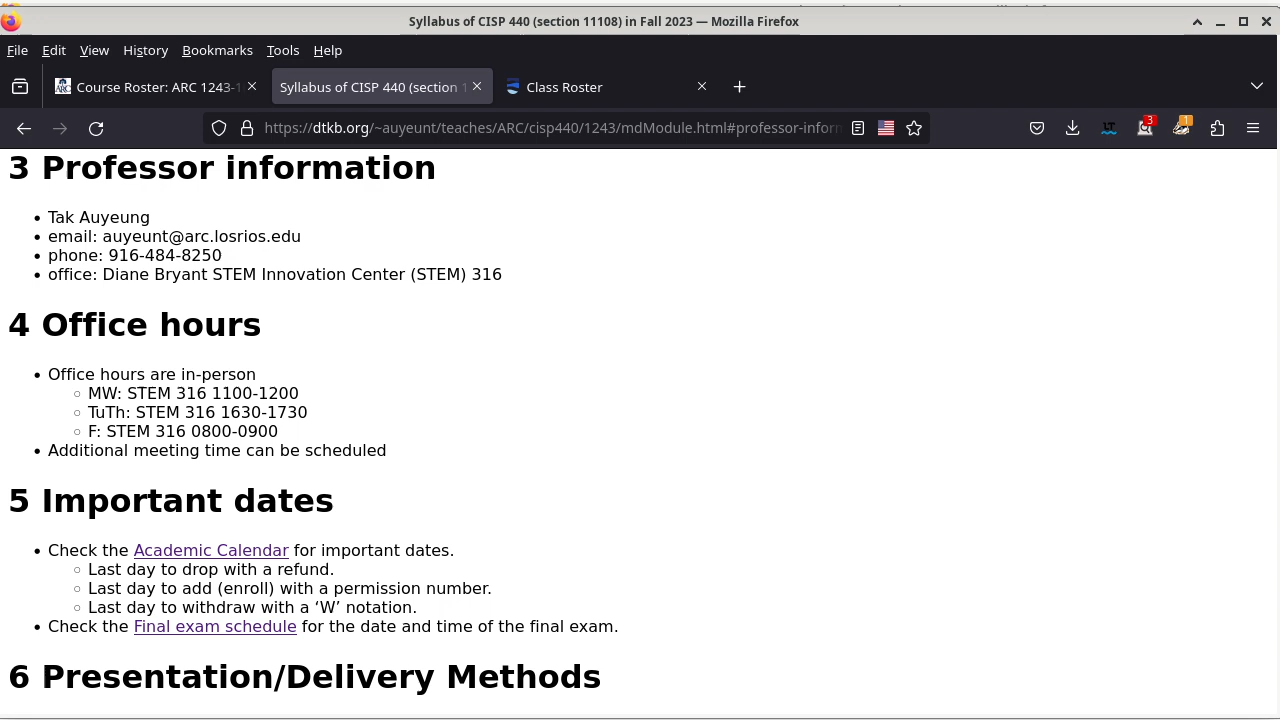 Syllabus of CISP 440 (section 11108) in Fall 2023 — Mozilla Firefox
File Edit View History Bookmarks Tools Help
Course Roster: ARC 1243-1
Syllabus of CISP 440 (section 1
Class Roster
https://dtkb.org/~auyeunt/teaches/ARC/cisp440/1243/mdModule.html#professor-inform
3
1
3 Professor information
• Tak Auyeung
• email: auyeunt@arc.losrios.edu
• phone: 916-484-8250
• office: Diane Bryant STEM Innovation Center (STEM) 316
4 Office hours
• Office hours are in-person
○ MW: STEM 316 1100-1200
○ TuTh: STEM 316 1630-1730
○ F: STEM 316 0800-0900
• Additional meeting time can be scheduled
5 Important dates
• Check the Academic Calendar for important dates.
○ Last day to drop with a refund.
○ Last day to add (enroll) with a permission number.
○ Last day to withdraw with a ‘W’ notation.
• Check the Final exam schedule for the date and time of the final exam.
6 Presentation/Delivery Methods